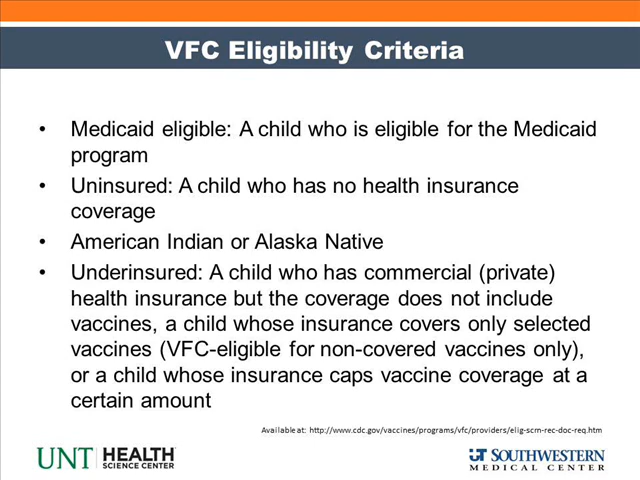 VFC Eligibility Criteria
• Medicaid eligible: A child who is eligible for the Medicaid
program
• Uninsured: A child who has no health insurance
coverage
• American Indian or Alaska Native
• Underinsured: A child who has commercial (private)
health insurance but the coverage does not include
vaccines, a child whose insurance covers only selected
vaccines (VFC-eligible for non-covered vaccines only),
or a child whose insurance caps vaccine coverage at a
certain amount
Available at: http://www.cdc.gov/vaccines/programs/vfc/providers/elig-scrn-rec-doc-req.htm
UNT HEALTH
SCIENCE CENTER
UT SOUTHWESTERN
MEDICAL CENTER